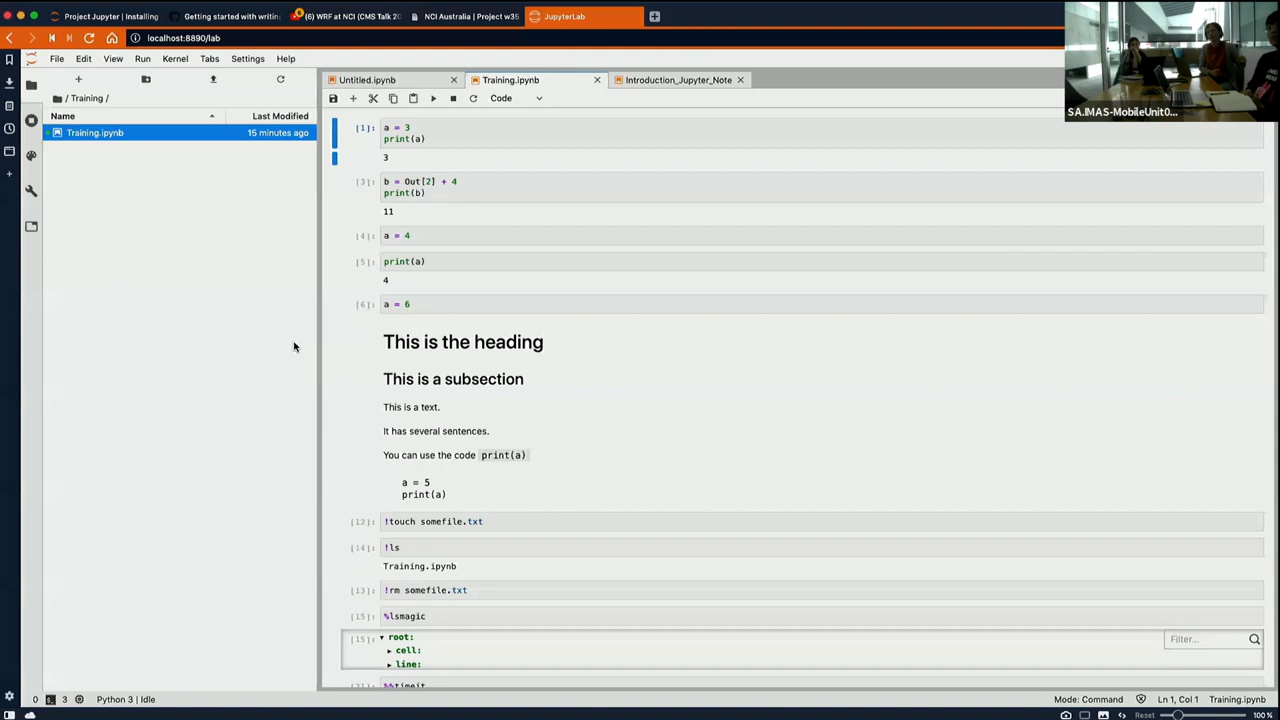 Project Jupyter | Installing
Getting started with writing
6
WRF at NCI (CMS Talk 20
NCI Australia | Project w35
JupyterLab
localhost:8890/lab
File Edit View Run Kernel Tabs Settings Help
/ Training /
Name Last Modified
Training.ipynb 15 minutes ago
Untitled.ipynb
Training.ipynb
Introduction_Jupyter_Note
Code
[1]: a = 3
print(a)
3
[3]: b = Out[2] + 4
print(b)
11
[4]: a = 4
[5]: print(a)
4
[6]: a = 6
This is the heading
This is a subsection
This is a text.
It has several sentences.
You can use the code print(a)
a = 5
print(a)
[12]: !touch somefile.txt
[14]: !ls
Training.ipynb
[13]: !rm somefile.txt
[15]: %lsmagic
[15]: root:
cell:
line:
Filter...
[21]: %%timeit
SA.IMAS-MobileUnit0...
0 3 Python 3 | Idle
Mode: Command Ln 1, Col 1 Training.ipynb
Reset 100 %